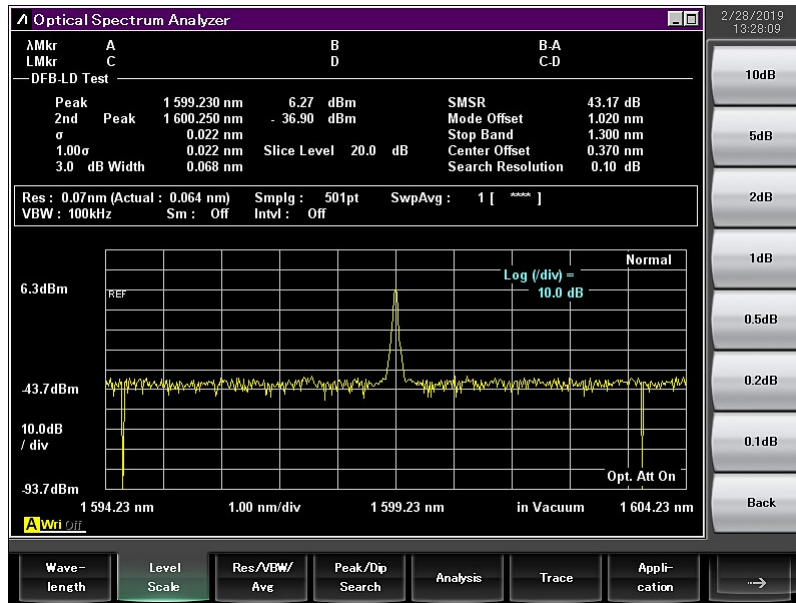 Optical Spectrum Analyzer
2/28/2019
13:28:09
λMkr A B B-A
LMkr C D C-D
DFB-LD Test
Peak 1 599.230 nm 6.27 dBm SMSR 43.17 dB
2nd Peak 1 600.250 nm - 36.90 dBm Mode Offset 1.020 nm
σ 0.022 nm Stop Band 1.300 nm
1.00σ 0.022 nm Slice Level 20.0 dB Center Offset 0.370 nm
3.0 dB Width 0.068 nm Search Resolution 0.10 dB
Res : 0.07nm (Actual : 0.064 nm) Smplg : 501pt SwpAvg : 1 [ **** ]
VBW : 100kHz Sm : Off Intvl : Off
Normal
Log (/div) =
10.0 dB
6.3dBm
REF
-43.7dBm
10.0dB
/ div
Opt. Att On
-93.7dBm
1 594.23 nm 1.00 nm/div 1 599.23 nm in Vacuum 1 604.23 nm
A Wri Off
10dB
5dB
2dB
1dB
0.5dB
0.2dB
0.1dB
Back
Wave-
length
Level
Scale
Res/VBW/
Avg
Peak/Dip
Search
Analysis
Trace
Appli-
cation